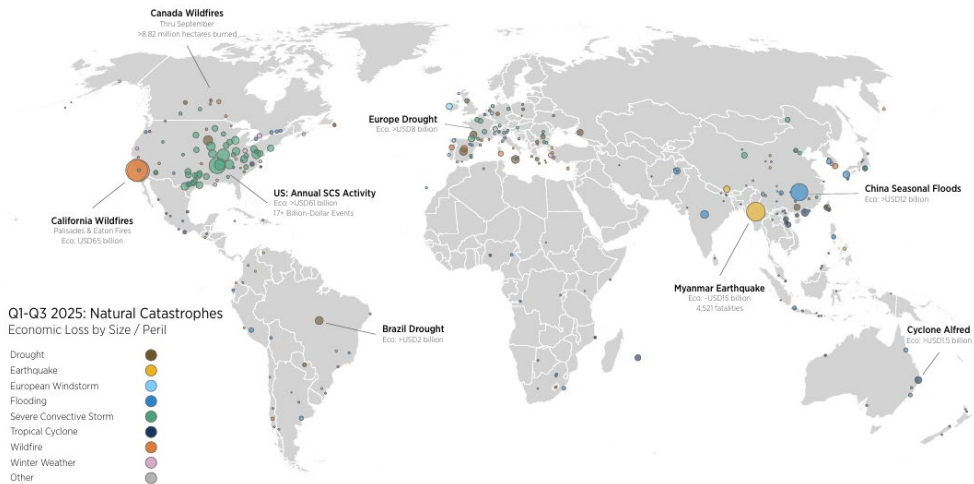 Canada Wildfires
Thru September
>8.82 million hectares burned
Europe Drought
Eco: >USD8 billion
US: Annual SCS Activity
Eco: >USD61 billion
17+ Billion-Dollar Events
California Wildfires
Palisades & Eaton Fires
Eco: USD65 billion
China Seasonal Floods
Eco: >USD12 billion
Myanmar Earthquake
Eco: ~USD15 billion
4,521 fatalities
Brazil Drought
Eco: >USD2 billion
Cyclone Alfred
Eco: >USD1.5 billion
Q1-Q3 2025: Natural Catastrophes
Economic Loss by Size / Peril
Drought
Earthquake
European Windstorm
Flooding
Severe Convective Storm
Tropical Cyclone
Wildfire
Winter Weather
Other